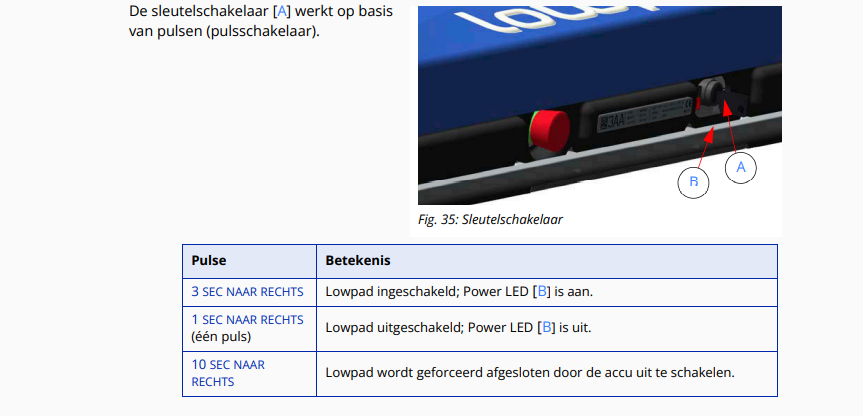 De sleutelschakelaar [A] werkt op basis
van pulsen (pulsschakelaar).
3AA
B
A
Fig. 35: Sleutelschakelaar
Pulse
Betekenis
3 SEC NAAR RECHTS
Lowpad ingeschakeld; Power LED [B] is aan.
1 SEC NAAR RECHTS
(één puls)
Lowpad uitgeschakeld; Power LED [B] is uit.
10 SEC NAAR
RECHTS
Lowpad wordt geforceerd afgesloten door de accu uit te schakelen.